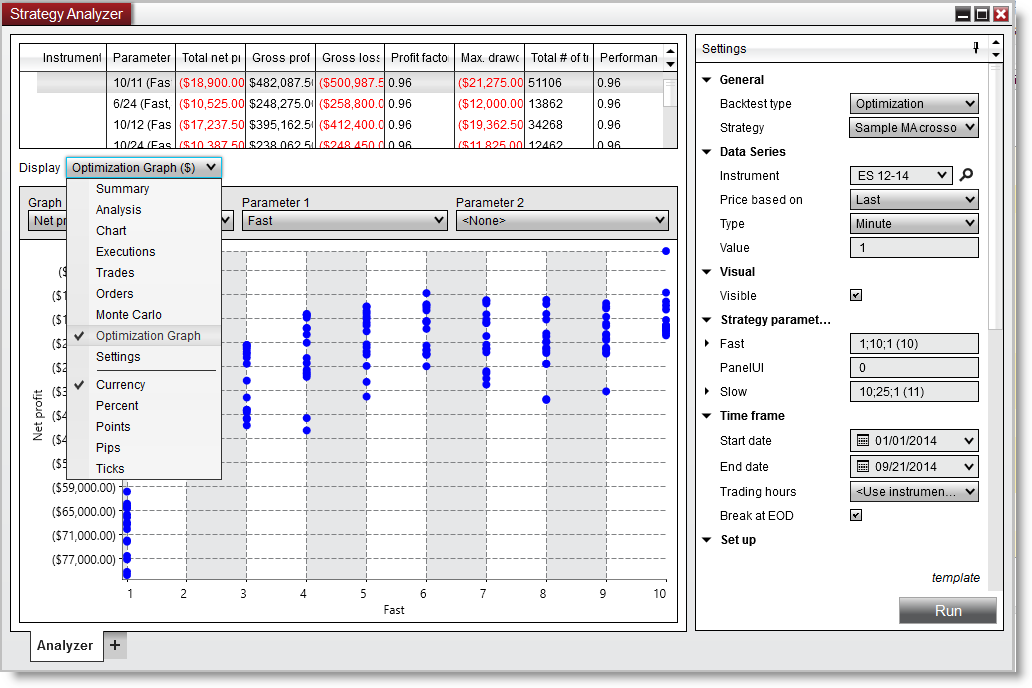 Strategy Analyzer
Instrument Parameter Total net pr Gross prof Gross loss Profit facto Max. drawd Total # of tr Performan
10/11 (Fas ($18,900.00 $482,087.50 ($500,987.5 0.96 ($21,275.00 51106 0.96
6/24 (Fast, ($10,525.00 $248,275.00 ($258,800.0 0.96 ($12,000.00 13862 0.96
10/12 (Fas ($17,237.50 $395,162.50 ($412,400.0 0.96 ($19,362.50 34268 0.96
10/24 (Fas ($10,387.50 $238,062.50 ($248,450.0 0.96 ($11,825.00 12462 0.96
Display Optimization Graph ($)
Summary
Analysis
Chart
Executions
Trades
Orders
Monte Carlo
Optimization Graph
Settings
Currency
Percent
Points
Pips
Ticks
Graph Parameter 1 Parameter 2
Net pr Fast <None>
($
($1
($1
($2
($2
($3
($4
($4
($5
($59,000.00)
($65,000.00)
($71,000.00)
($77,000.00)
Net profit
1 2 3 4 5 6 7 8 9 10
Fast
Settings
General
Backtest type Optimization
Strategy Sample MA crosso
Data Series
Instrument ES 12-14
Price based on Last
Type Minute
Value 1
Visual
Visible
Strategy paramet...
Fast 1;10;1 (10)
PanelUI 0
Slow 10;25;1 (11)
Time frame
Start date 01/01/2014
End date 09/21/2014
Trading hours <Use instrumen...
Break at EOD
Set up
template
Run
Analyzer +